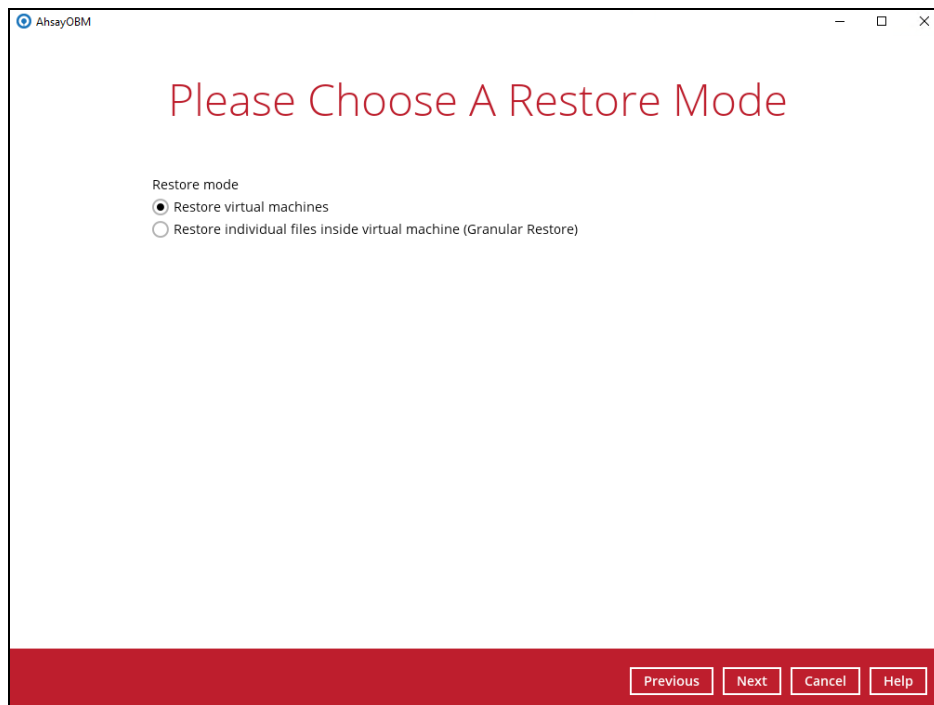 AhsayOBM
Please Choose A Restore Mode
Restore mode
Restore virtual machines
Restore individual files inside virtual machine (Granular Restore)
Previous Next Cancel Help